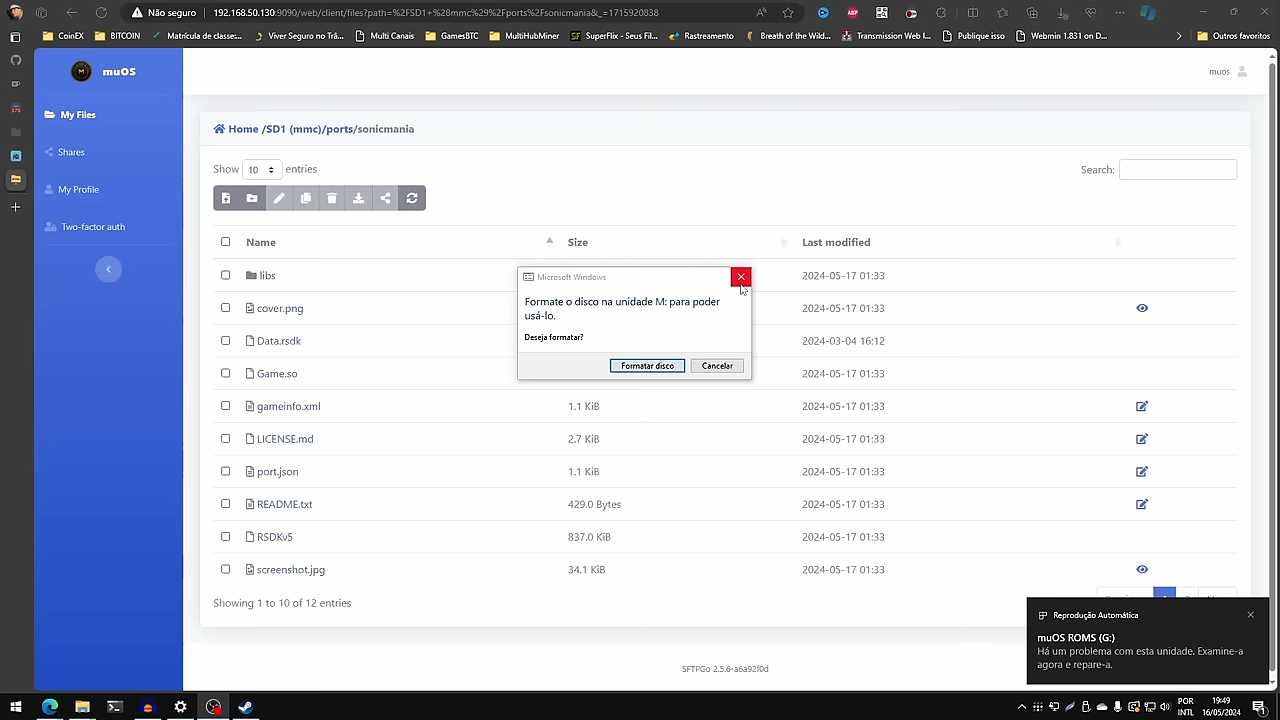 Não seguro
192.168.50.130:9090/web/client/files?path=%2FSD1+%28mmc%29%2Fports%2Fsonicmania&_=1715920838
CoinEX
BITCOIN
Matrícula de classe:...
Viver Seguro no Trâ...
Multi Canais
GamesBTC
MultiHubMiner
SuperFlix - Seus Fil...
Rastreamento
Breath of the Wild...
Transmission Web I...
Publique isso
Webmin 1.831 on D...
Outros favoritos
muOS
muos
My Files
Shares
My Profile
Two-factor auth
Home /SD1 (mmc)/ports/sonicmania
Show 10 entries
Search:
Name Size Last modified
libs 2024-05-17 01:33
cover.png 2024-05-17 01:33
Data.rsdk 2024-03-04 16:12
Game.so 2024-05-17 01:33
gameinfo.xml 1.1 KiB 2024-05-17 01:33
LICENSE.md 2.7 KiB 2024-05-17 01:33
port.json 1.1 KiB 2024-05-17 01:33
README.txt 429.0 Bytes 2024-05-17 01:33
RSDKv5 837.0 KiB 2024-05-17 01:33
screenshot.jpg 34.1 KiB 2024-05-17 01:33
Showing 1 to 10 of 12 entries
SFTPGo 2.5.6-a6a92f0d
Microsoft Windows
Formate o disco na unidade M: para poder
usá-lo.
Deseja formatar?
Formatar disco
Cancelar
Reprodução Automática
muOS ROMS (G:)
Há um problema com esta unidade. Examine-a
agora e repare-a.
POR
INTL
19:49
16/05/2024